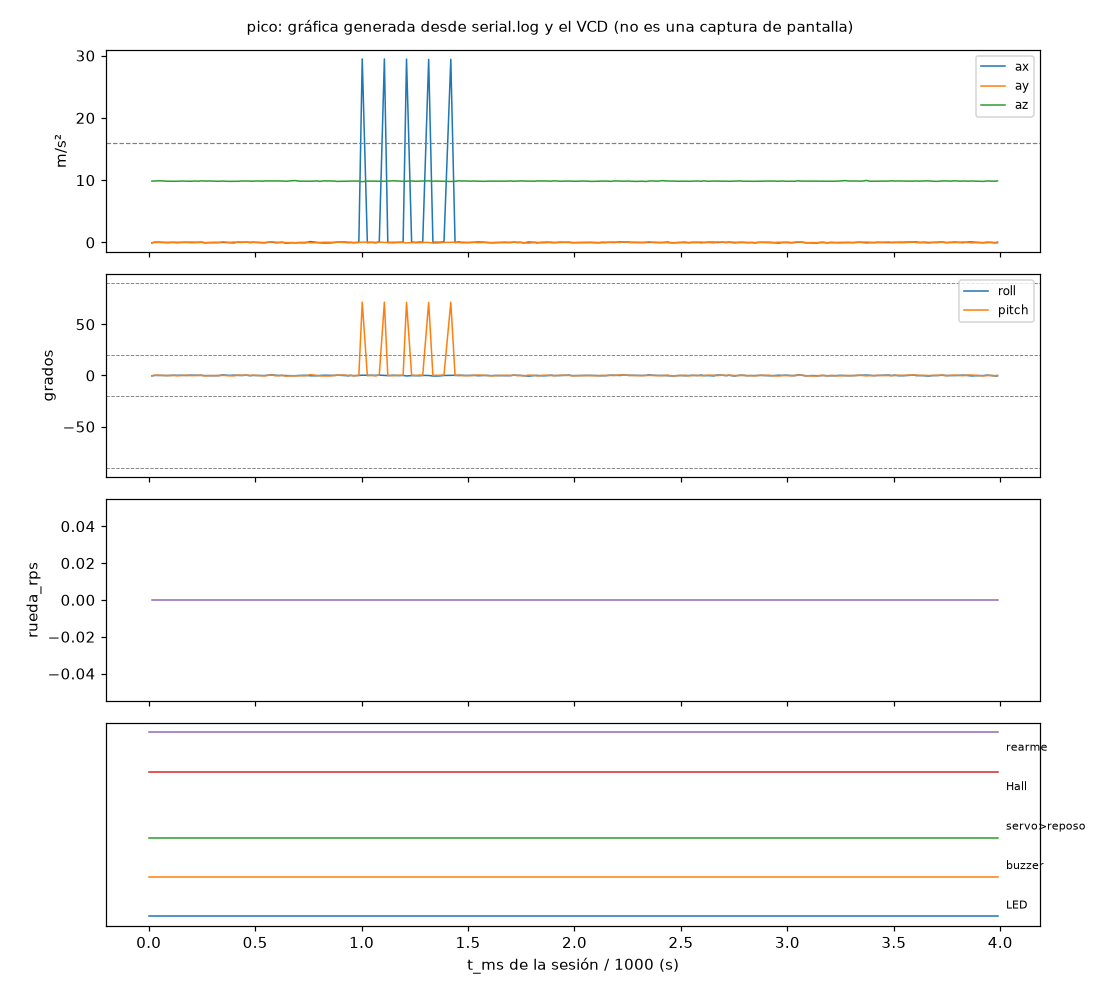 pico: gráfica generada desde serial.log y el VCD (no es una captura de pantalla)
30
20
10
0
m/s²
ax
ay
az
50
0
−50
grados
roll
pitch
0.04
0.02
0.00
−0.02
−0.04
rueda_rps
rearme
Hall
servo>reposo
buzzer
LED
0.0 0.5 1.0 1.5 2.0 2.5 3.0 3.5 4.0
t_ms de la sesión / 1000 (s)